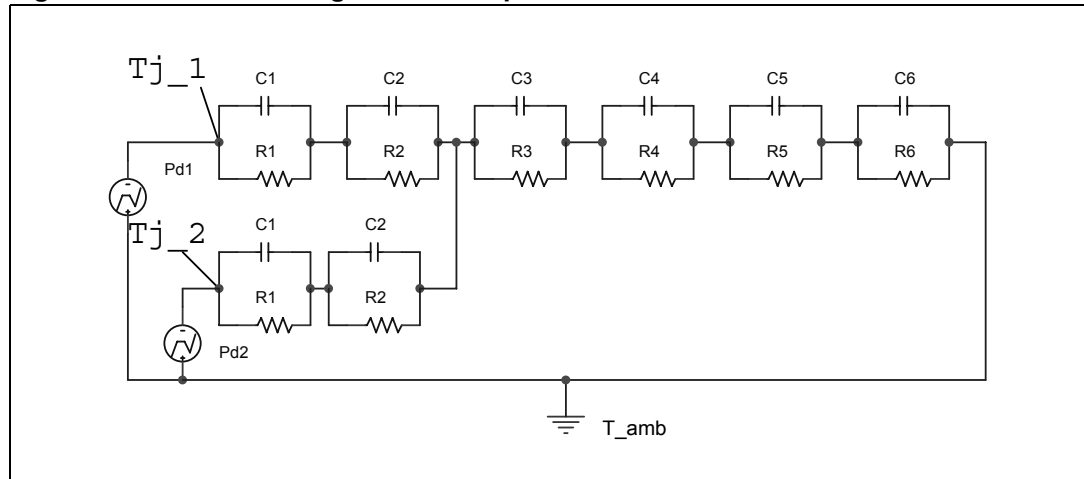 Tj_1
C1 C2 C3 C4 C5 C6
R1 R2 R3 R4 R5 R6
Pd1
Tj_2
C1 C2
R1 R2
Pd2
T_amb